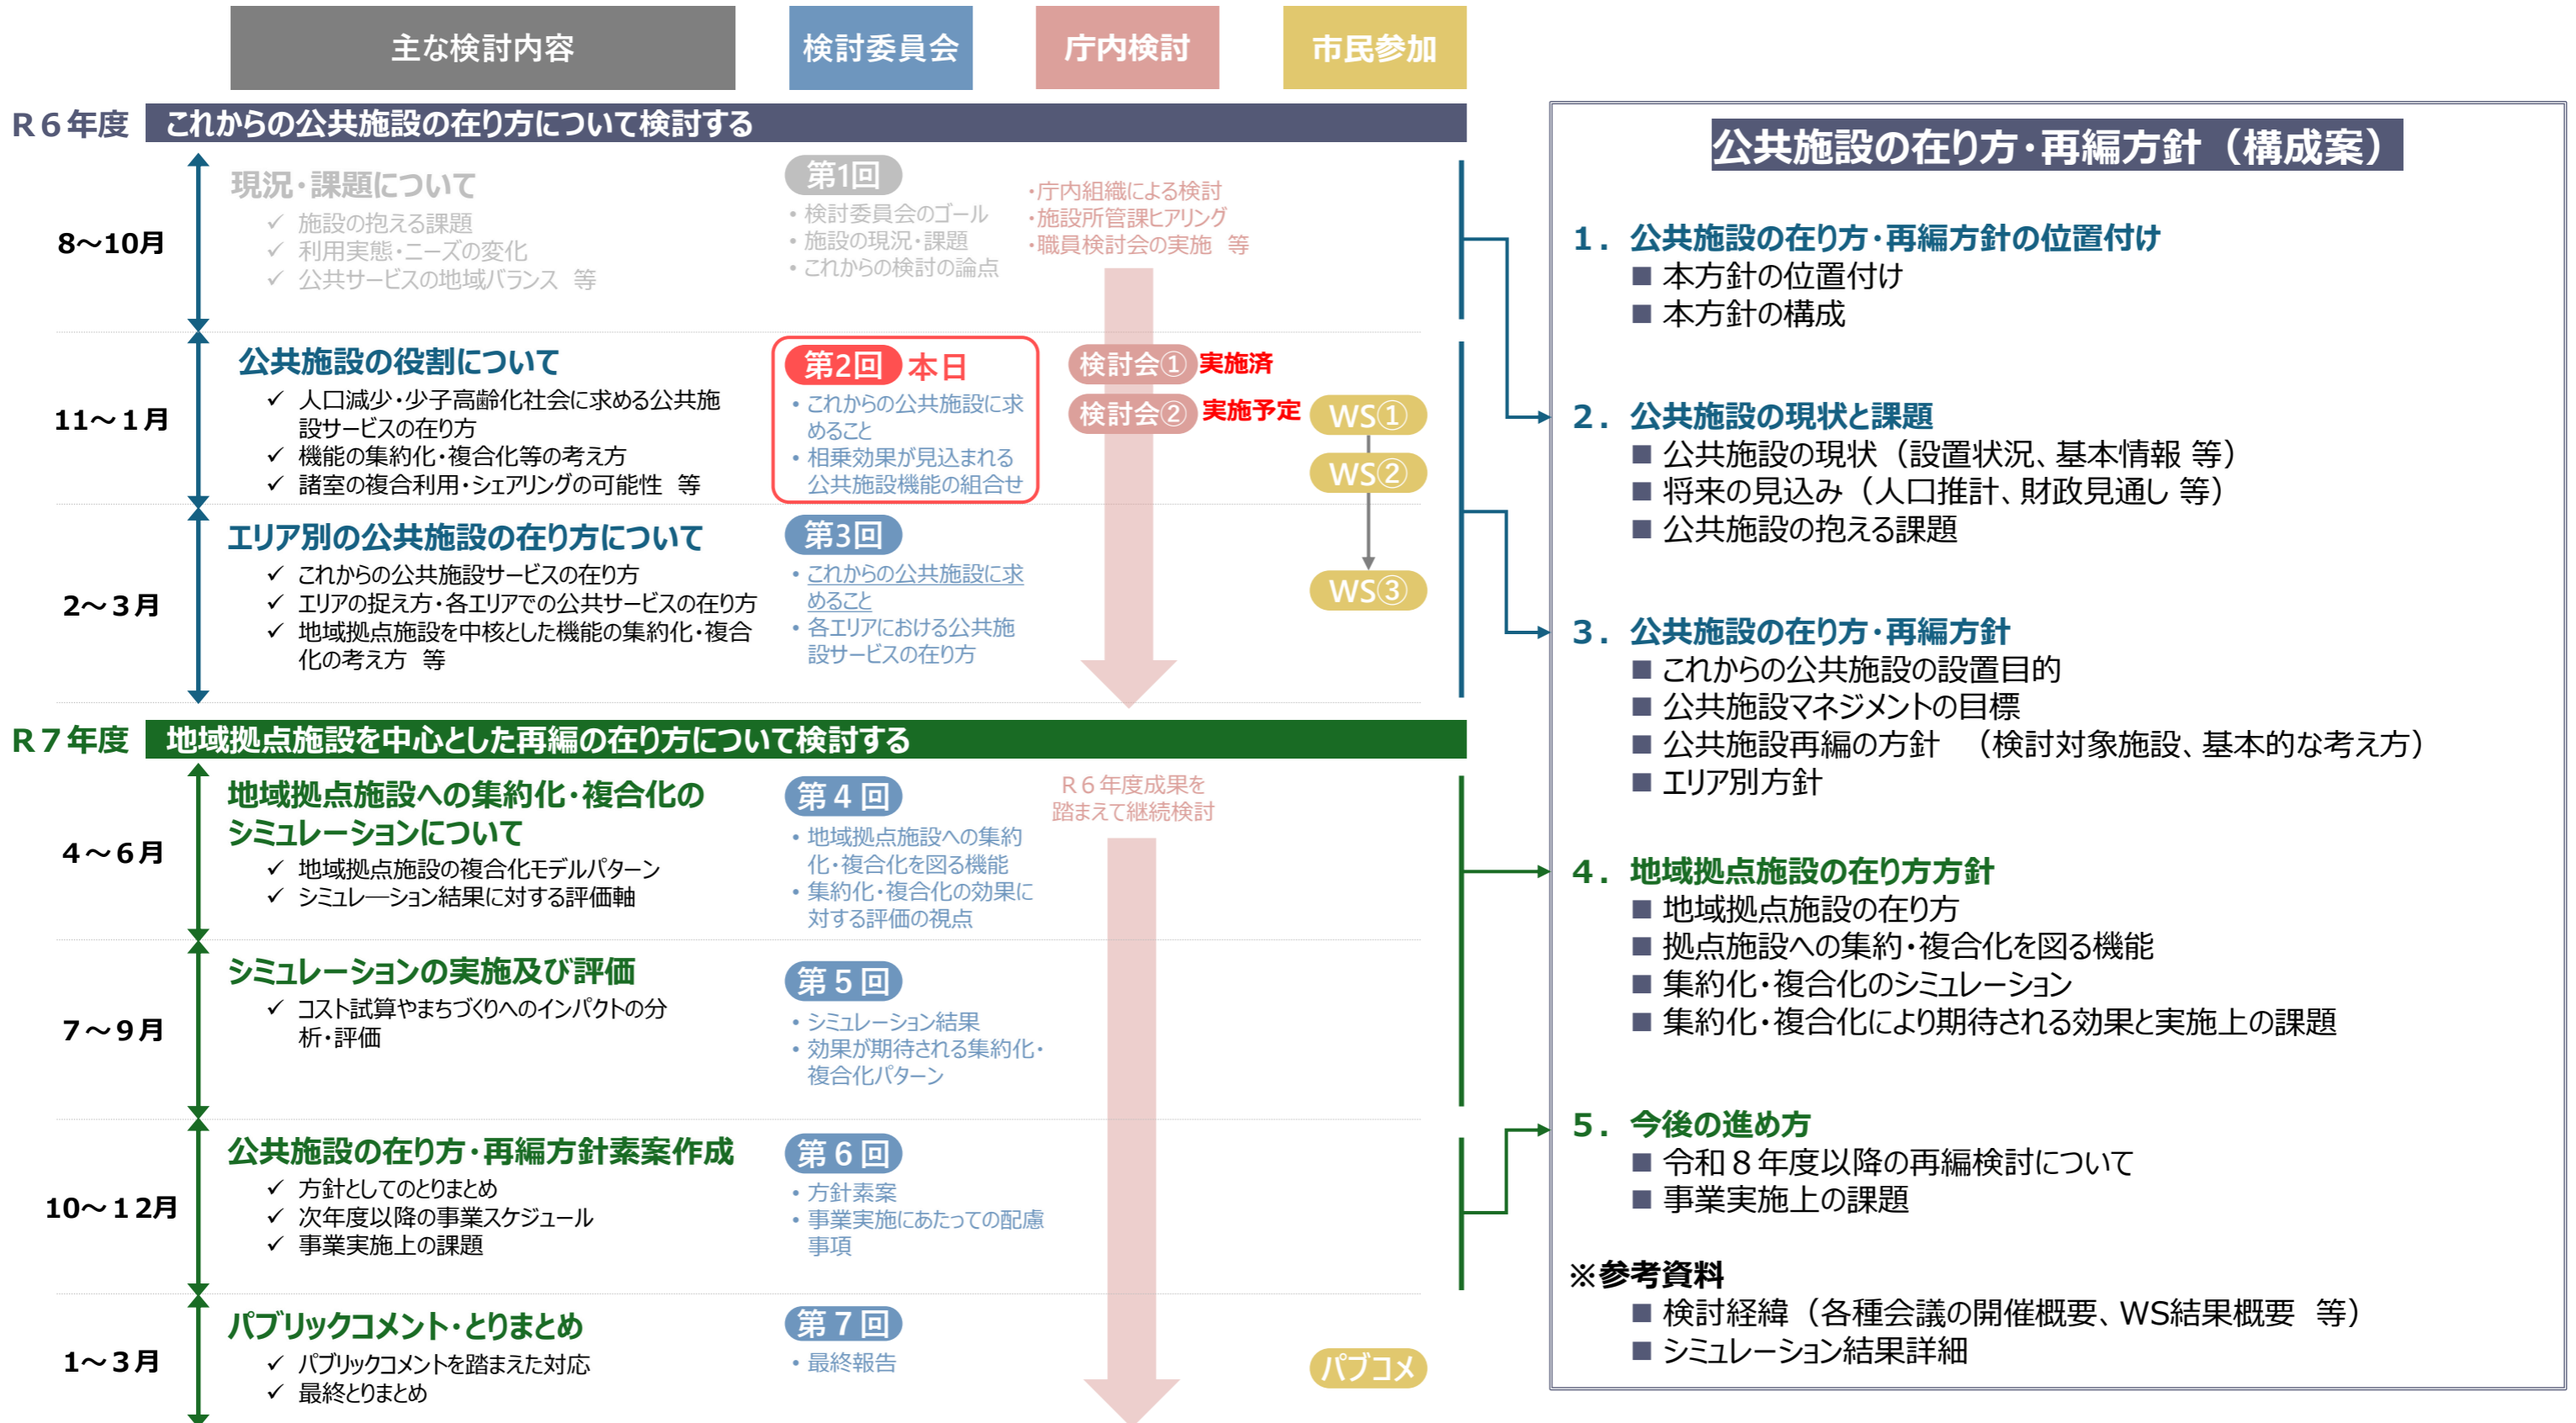 主な検討内容
検討委員会
庁内検討
市民参加
R６年度
これからの公共施設の在り方について検討する
8～10月
現況・課題について
✓ 施設の抱える課題
✓ 利用実態・ニーズの変化
✓ 公共サービスの地域バランス 等
第1回
・検討委員会のゴール
・施設の現況・課題
・これからの検討の論点
・庁内組織による検討
・施設所管課ヒアリング
・職員検討会の実施 等
11～１月
公共施設の役割について
✓ 人口減少・少子高齢化社会に求める公共施
設サービスの在り方
✓ 機能の集約化・複合化等の考え方
✓ 諸室の複合利用・シェアリングの可能性 等
第2回 本日
・これからの公共施設に求
めること
・相乗効果が見込まれる
公共施設機能の組合せ
検討会① 実施済
検討会② 実施予定
WS①
WS②
2～３月
エリア別の公共施設の在り方について
✓ これからの公共施設サービスの在り方
✓ エリアの捉え方・各エリアでの公共サービスの在り方
✓ 地域拠点施設を中核とした機能の集約化・複合
化の考え方 等
第3回
・これからの公共施設に求
めること
・各エリアにおける公共施
設サービスの在り方
WS③
R７年度
地域拠点施設を中心とした再編の在り方について検討する
４～６月
地域拠点施設への集約化・複合化の
シミュレーションについて
✓ 地域拠点施設の複合化モデルパターン
✓ シミュレ―ション結果に対する評価軸
第４回
・地域拠点施設への集約
化・複合化を図る機能
・集約化・複合化の効果に
対する評価の視点
R６年度成果を
踏まえて継続検討
７～９月
シミュレーションの実施及び評価
✓ コスト試算やまちづくりへのインパクトの分
析・評価
第５回
・シミュレーション結果
・効果が期待される集約化・
複合化パターン
10～１２月
公共施設の在り方・再編方針素案作成
✓ 方針としてのとりまとめ
✓ 次年度以降の事業スケジュール
✓ 事業実施上の課題
第６回
・方針素案
・事業実施にあたっての配慮
事項
１～３月
パブリックコメント・とりまとめ
✓ パブリックコメントを踏まえた対応
✓ 最終とりまとめ
第７回
・最終報告
パブコメ
公共施設の在り方・再編方針（構成案）
１．公共施設の在り方・再編方針の位置付け
■ 本方針の位置付け
■ 本方針の構成
２．公共施設の現状と課題
■ 公共施設の現状（設置状況、基本情報 等）
■ 将来の見込み（人口推計、財政見通し 等）
■ 公共施設の抱える課題
３．公共施設の在り方・再編方針
■ これからの公共施設の設置目的
■ 公共施設マネジメントの目標
■ 公共施設再編の方針 （検討対象施設、基本的な考え方）
■ エリア別方針
４．地域拠点施設の在り方方針
■ 地域拠点施設の在り方
■ 拠点施設への集約・複合化を図る機能
■ 集約化・複合化のシミュレーション
■ 集約化・複合化により期待される効果と実施上の課題
５．今後の進め方
■ 令和８年度以降の再編検討について
■ 事業実施上の課題
※参考資料
■ 検討経緯（各種会議の開催概要、WS結果概要 等）
■ シミュレーション結果詳細